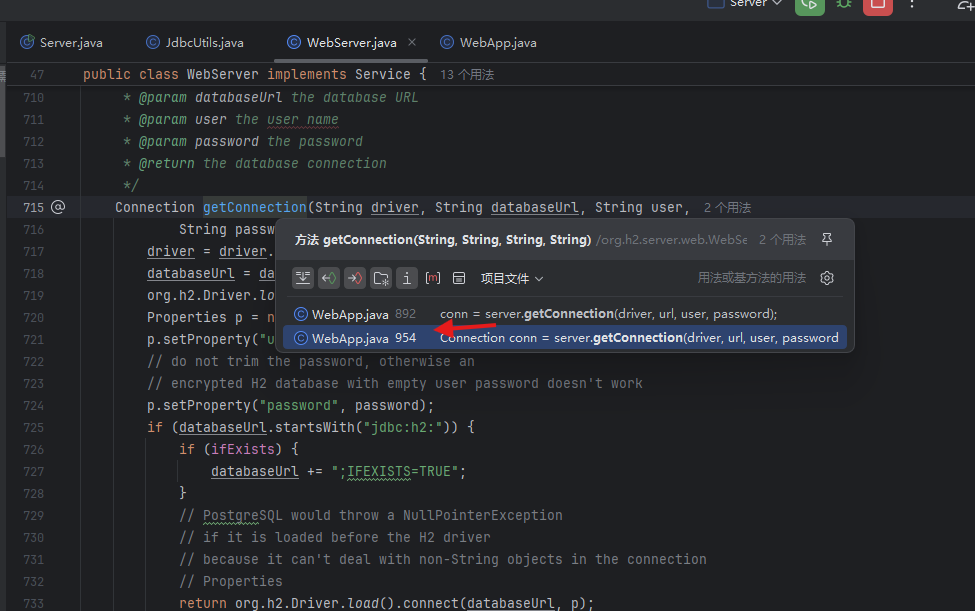 Server
Server.java
JdbcUtils.java
WebServer.java
WebApp.java
47 public class WebServer implements Service { 13 个用法
710 * @param databaseUrl the database URL
711 * @param user the user name
712 * @param password the password
713 * @return the database connection
714 */
715 @ Connection getConnection(String driver, String databaseUrl, String user, 2 个用法
716 String passw
方法 getConnection(String, String, String, String) /org.h2.server.web.WebSe 2 个用法
717 driver = driver.
718 databaseUrl = da
项目文件
用法或基方法的用法
719 org.h2.Driver.lo
720 Properties p = n
WebApp.java 892 conn = server.getConnection(driver, url, user, password);
721 p.setProperty("u
WebApp.java 954 Connection conn = server.getConnection(driver, url, user, password
722 // do not trim the password, otherwise an
723 // encrypted H2 database with empty user password doesn't work
724 p.setProperty("password", password);
725 if (databaseUrl.startsWith("jdbc:h2:")) {
726 if (ifExists) {
727 databaseUrl += ";IFEXISTS=TRUE";
728 }
729 // PostgreSQL would throw a NullPointerException
730 // if it is loaded before the H2 driver
731 // because it can't deal with non-String objects in the connection
732 // Properties
733 return org.h2.Driver.load().connect(databaseUrl, p);